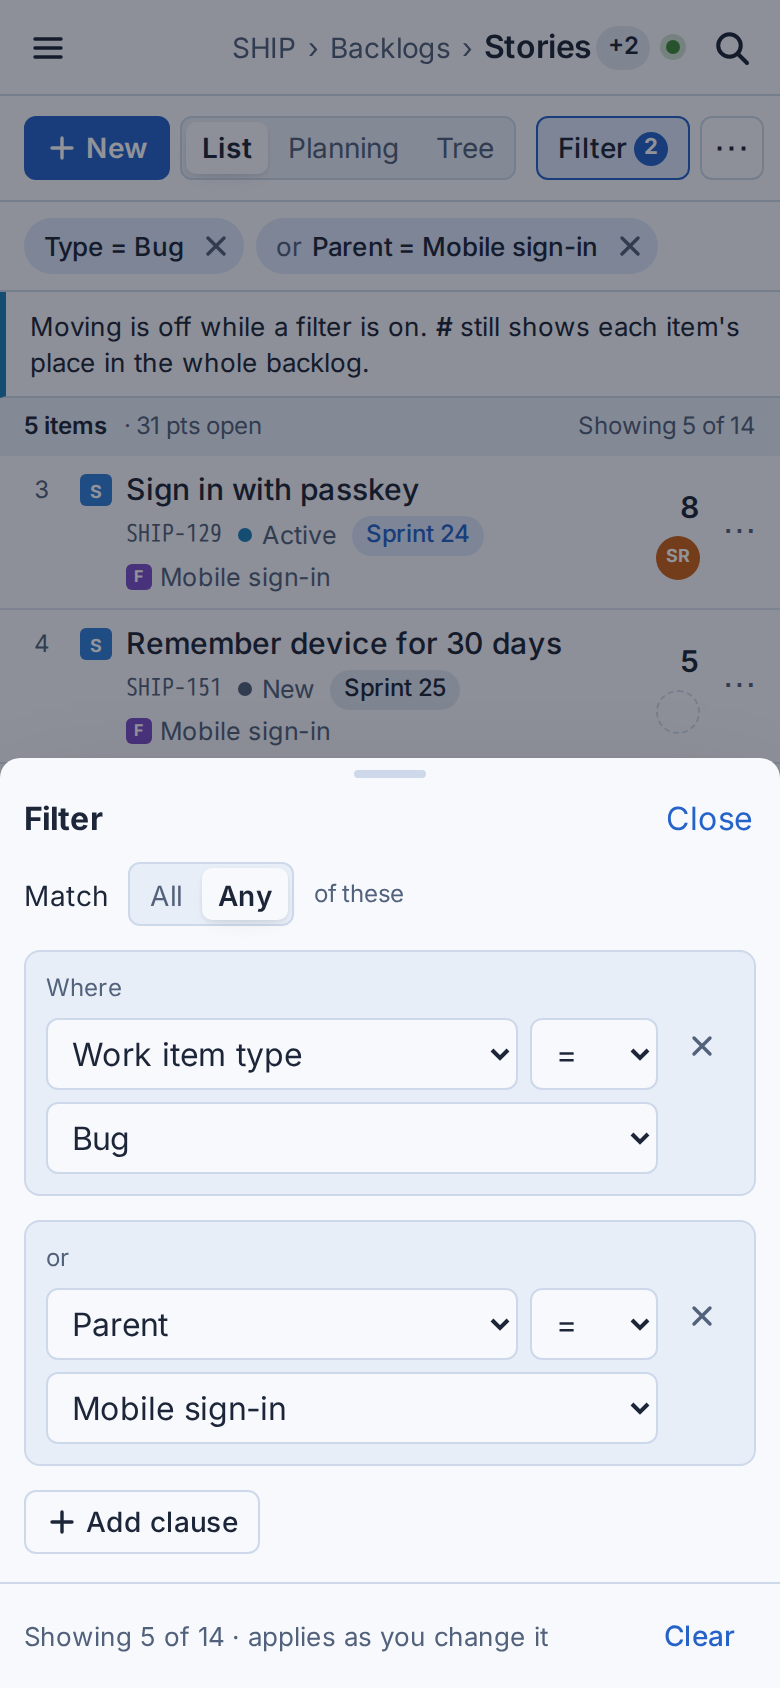 SHIP › Backlogs › Stories +2
+ New List Planning Tree Filter 2 ...
Type = Bug ✕ or Parent = Mobile sign-in ✕
Moving is off while a filter is on. # still shows each item's
place in the whole backlog.
5 items · 31 pts open Showing 5 of 14
3 S Sign in with passkey 8
SHIP-129 Active Sprint 24 SR ...
F Mobile sign-in
4 S Remember device for 30 days 5
SHIP-151 New Sprint 25 ...
F Mobile sign-in
Filter Close
Match All Any of these
Where
Work item type = ✕
Bug
or
Parent = ✕
Mobile sign-in
+ Add clause
Showing 5 of 14 · applies as you change it Clear